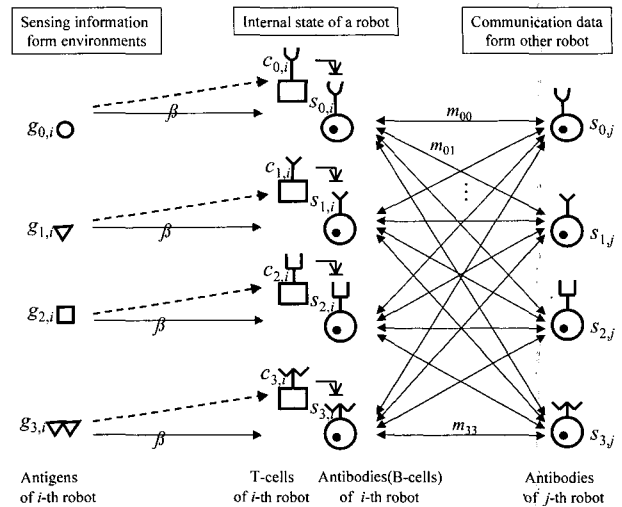 Sensing information
form environments
Internal state of a robot
Communication data
form other robot
c0,i
s0,i
m00
s0,j
β
g0,i
m01
c1,i
s1,i
⋮
s1,j
g1,i
β
c2,i
s2,i
g2,i
s2,j
β
c3,i
s3,i
g3,i
m33
s3,j
β
Antigens
of i-th robot
T-cells
of i-th robot
Antibodies(B-cells)
of i-th robot
Antibodies
of j-th robot